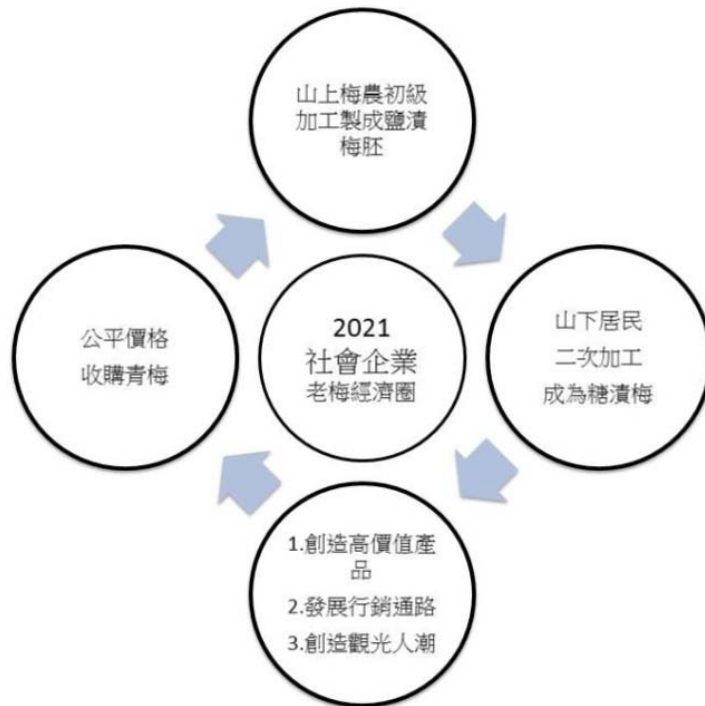 山上梅農初級
加工製成鹽漬
梅胚
公平價格
收購青梅
2021
社會企業
老梅經濟圈
山下居民
二次加工
成為糖漬梅
1.創造高價值產
品
2.發展行銷通路
3.創造觀光人潮